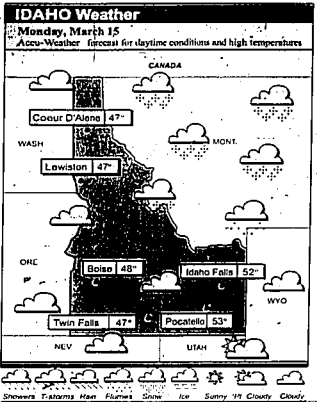 IDAHO Weather
Monday, March 15
Accu-Weather forecast for daytime conditions and high temperatures
CANADA
Coeur D'Alene 47°
WASH
MONT.
Lewiston 47°
ORE
Boise 48°
Idaho Falls 52°
WYO
Twin Falls 47°
Pocatello 53°
NEV
UTAH
Showers T-storms Rain Flurries Snow Ice Sunny Pt Cloudy Cloudy